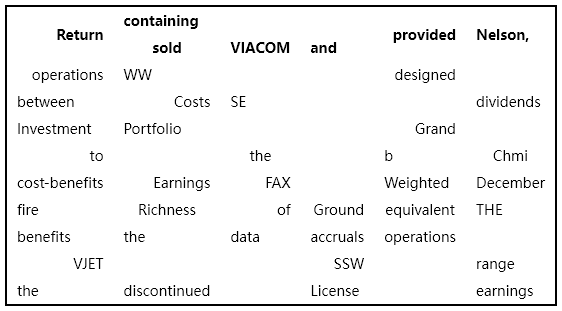 Return containing sold VIACOM and provided Nelson,
operations WW designed
between Costs SE dividends
Investment Portfolio Grand
to the b Chmi
cost-benefits Earnings FAX Weighted December
fire Richness of Ground equivalent THE
benefits the data accruals operations
VJET SSW range
the discontinued License earnings